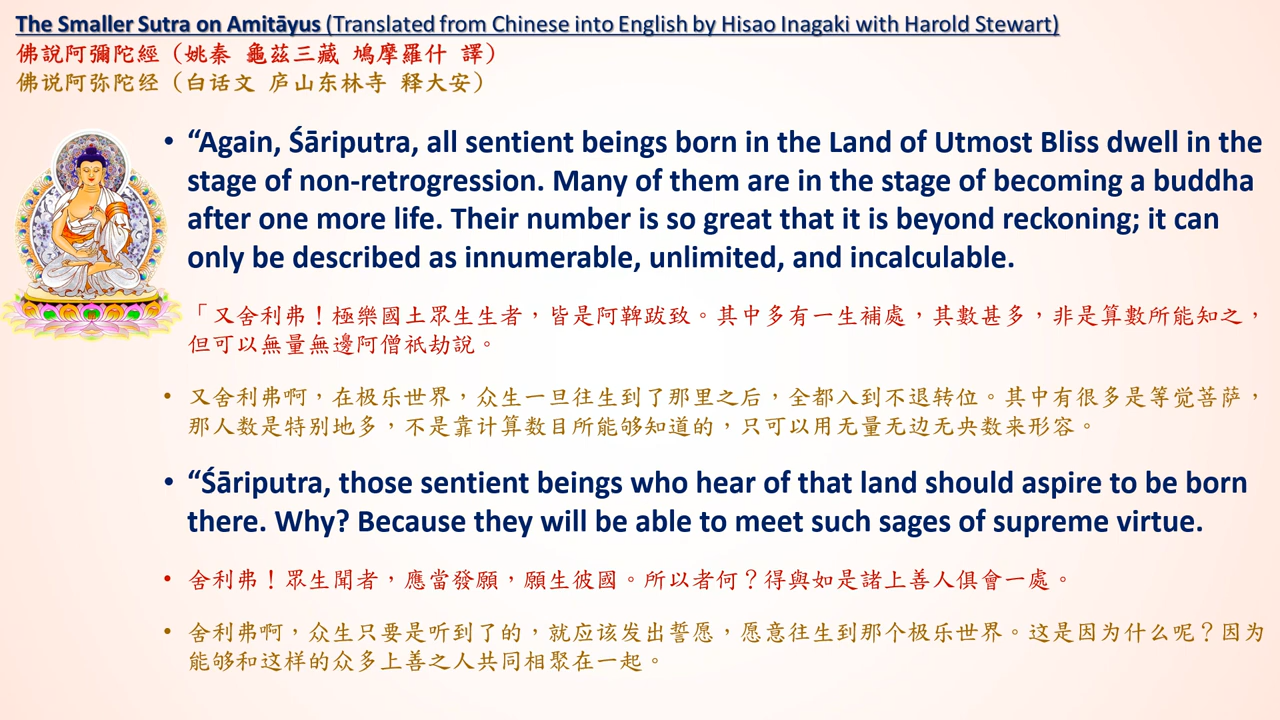 The Smaller Sutra on Amitāyus (Translated from Chinese into English by Hisao Inagaki with Harold Stewart)
佛說阿彌陀經（姚秦 龜茲三藏 鳩摩羅什 譯）
佛说阿弥陀经（白话文 庐山东林寺 释大安）
• “Again, Śāriputra, all sentient beings born in the Land of Utmost Bliss dwell in the
stage of non-retrogression. Many of them are in the stage of becoming a buddha
after one more life. Their number is so great that it is beyond reckoning; it can
only be described as innumerable, unlimited, and incalculable.
「又舍利弗！極樂國土眾生生者，皆是阿鞞跋致。其中多有一生補處，其數甚多，非是算數所能知之，
但可以無量無邊阿僧祇劫說。
• 又舍利弗啊，在极乐世界，众生一旦往生到了那里之后，全都入到不退转位。其中有很多是等觉菩萨，
那人数是特别地多，不是靠计算数目所能够知道的，只可以用无量无边无央数来形容。
• “Śāriputra, those sentient beings who hear of that land should aspire to be born
there. Why? Because they will be able to meet such sages of supreme virtue.
• 舍利弗！眾生聞者，應當發願，願生彼國。所以者何？得與如是諸上善人俱會一處。
• 舍利弗啊，众生只要是听到了的，就应该发出誓愿，愿意往生到那个极乐世界。这是因为什么呢？因为
能够和这样的众多上善之人共同相聚在一起。